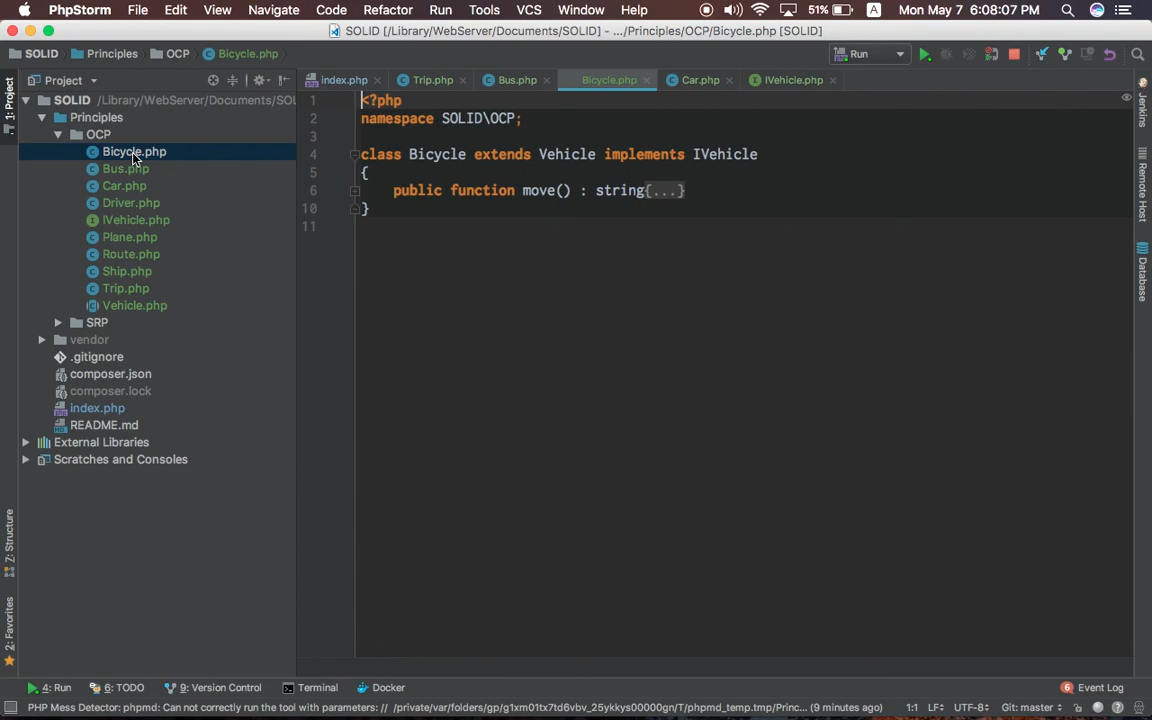 PhpStorm File Edit View Navigate Code Refactor Run Tools VCS Window Help 51% A Mon May 7 6:08:07 PM
SOLID [/Library/WebServer/Documents/SOLID] - .../Principles/OCP/Bicycle.php [SOLID]
SOLID Principles OCP Bicycle.php Run
Project index.php Trip.php Bus.php Bicycle.php Car.php IVehicle.php
1: Project
SOLID /Library/WebServer/Documents/SOL
Principles
OCP
Bicycle.php
Bus.php
Car.php
Driver.php
IVehicle.php
Plane.php
Route.php
Ship.php
Trip.php
Vehicle.php
SRP
vendor
.gitignore
composer.json
composer.lock
index.php
README.md
External Libraries
Scratches and Consoles
7: Structure
2: Favorites
1 <?php
2 namespace SOLID\OCP;
3
4 class Bicycle extends Vehicle implements IVehicle
5 {
6 public function move() : string{...}
10 }
11
Jenkins
Remote Host
Database
4: Run 6: TODO 9: Version Control Terminal Docker 6 Event Log
PHP Mess Detector: phpmd: Can not correctly run the tool with parameters: // /private/var/folders/gp/g1xm01tx7td6vbv_25ykkys00000gn/T/phpmd_temp.tmp/Princ... (9 minutes ago) 1:1 LF UTF-8 Git: master